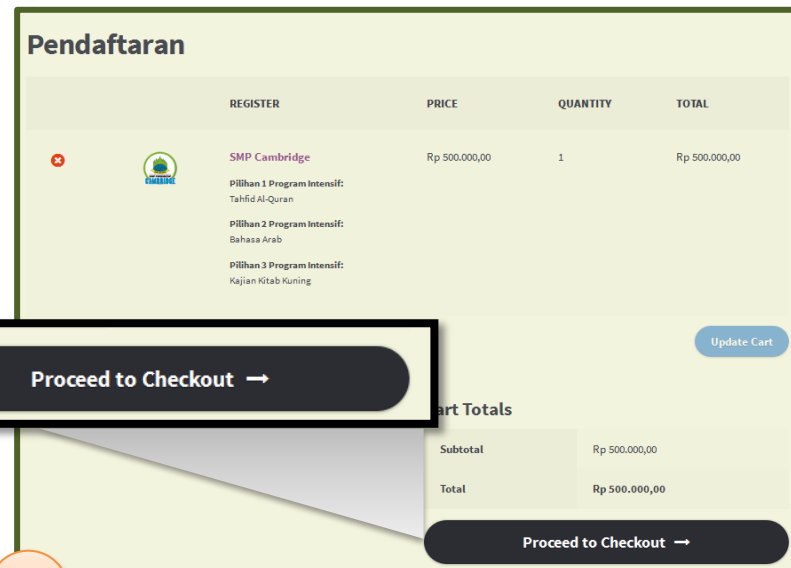 Pendaftaran
REGISTER PRICE QUANTITY TOTAL
SMP Cambridge Rp 500.000,00 1 Rp 500.000,00
CAMBRIDGE
Pilihan 1 Program Intensif:
Tahfid Al-Quran
Pilihan 2 Program Intensif:
Bahasa Arab
Pilihan 3 Program Intensif:
Kajian Kitab Kuning
Update Cart
Proceed to Checkout →
art Totals
Subtotal Rp 500.000,00
Total Rp 500.000,00
Proceed to Checkout →